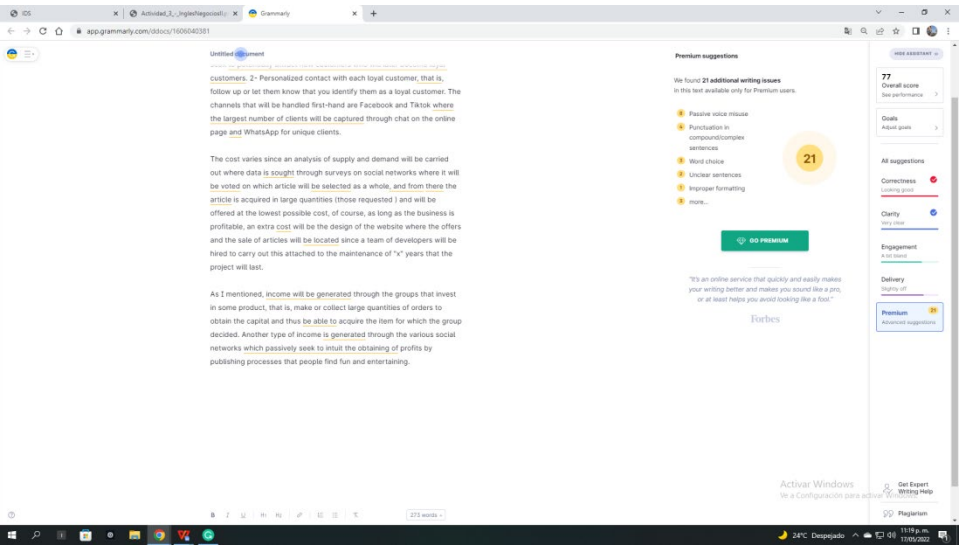 IDS
Actividad_3_-_InglesNegociosII
Grammarly
app.grammarly.com/ddocs/1606040381
Untitled document
customers. 2- Personalized contact with each loyal customer, that is,
follow up or let them know that you identify them as a loyal customer. The
channels that will be handled first-hand are Facebook and Tiktok where
the largest number of clients will be captured through chat on the online
page and WhatsApp for unique clients.
The cost varies since an analysis of supply and demand will be carried
out where data is sought through surveys on social networks where it will
be voted on which article will be selected as a whole, and from there the
article is acquired in large quantities (those requested ) and will be
offered at the lowest possible cost, of course, as long as the business is
profitable, an extra cost will be the design of the website where the offers
and the sale of articles will be located since a team of developers will be
hired to carry out this attached to the maintenance of "x" years that the
project will last.
As I mentioned, income will be generated through the groups that invest
in some product, that is, make or collect large quantities of orders to
obtain the capital and thus be able to acquire the item for which the group
decided. Another type of income is generated through the various social
networks which passively seek to intuit the obtaining of profits by
publishing processes that people find fun and entertaining.
B I U H1 H2
273 words
Premium suggestions
We found 21 additional writing issues
in this text available only for Premium users.
Passive voice misuse
Punctuation in
compound/complex
sentences
Word choice
Unclear sentences
Improper formatting
more...
21
GO PREMIUM
"It's an online service that quickly and easily makes
your writing better and makes you sound like a pro,
or at least helps you avoid looking like a fool."
Forbes
HIDE ASSISTANT
77
Overall score
See performance
Goals
Adjust goals
All suggestions
Correctness
Looking good
Clarity
Very clear
Engagement
A bit bland
Delivery
Slightly off
Premium
21
Advanced suggestions
Activar Windows
Ve a Configuración para activar Windows
Get Expert
Writing Help
Plagiarism
24°C Despejado
11:19 p. m.
17/05/2022